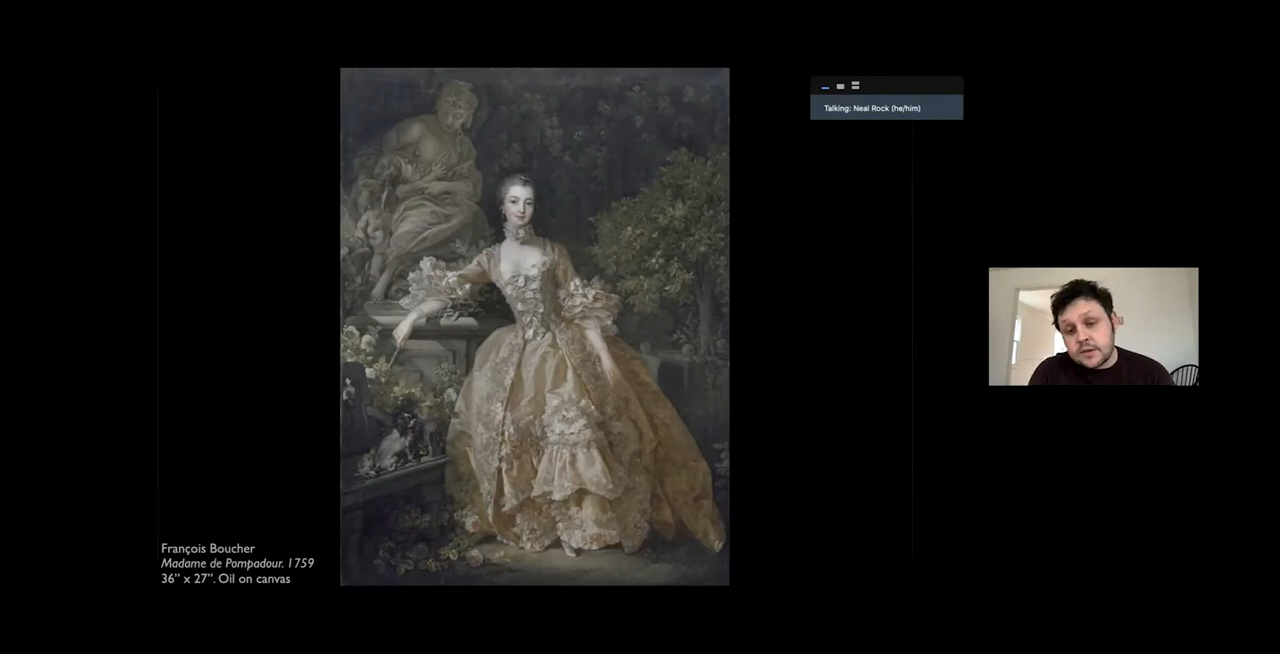 Talking: Neal Rock (he/him)
François Boucher
Madame de Pompadour. 1759
36” x 27”. Oil on canvas